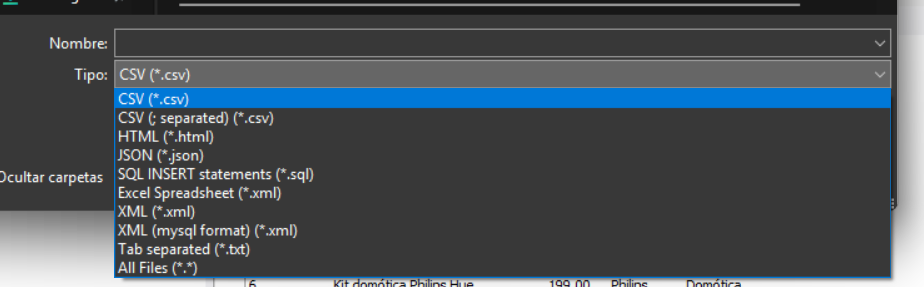 Nombre:
Tipo: CSV (*.csv)
CSV (*.csv)
CSV (; separated) (*.csv)
HTML (*.html)
JSON (*.json)
SQL INSERT statements (*.sql)
Ocultar carpetas
Excel Spreadsheet (*.xml)
XML (*.xml)
XML (mysql format) (*.xml)
Tab separated (*.txt)
All Files (*.*)
6 Kit domótica Philips Hue 199.00 Philips Domótica